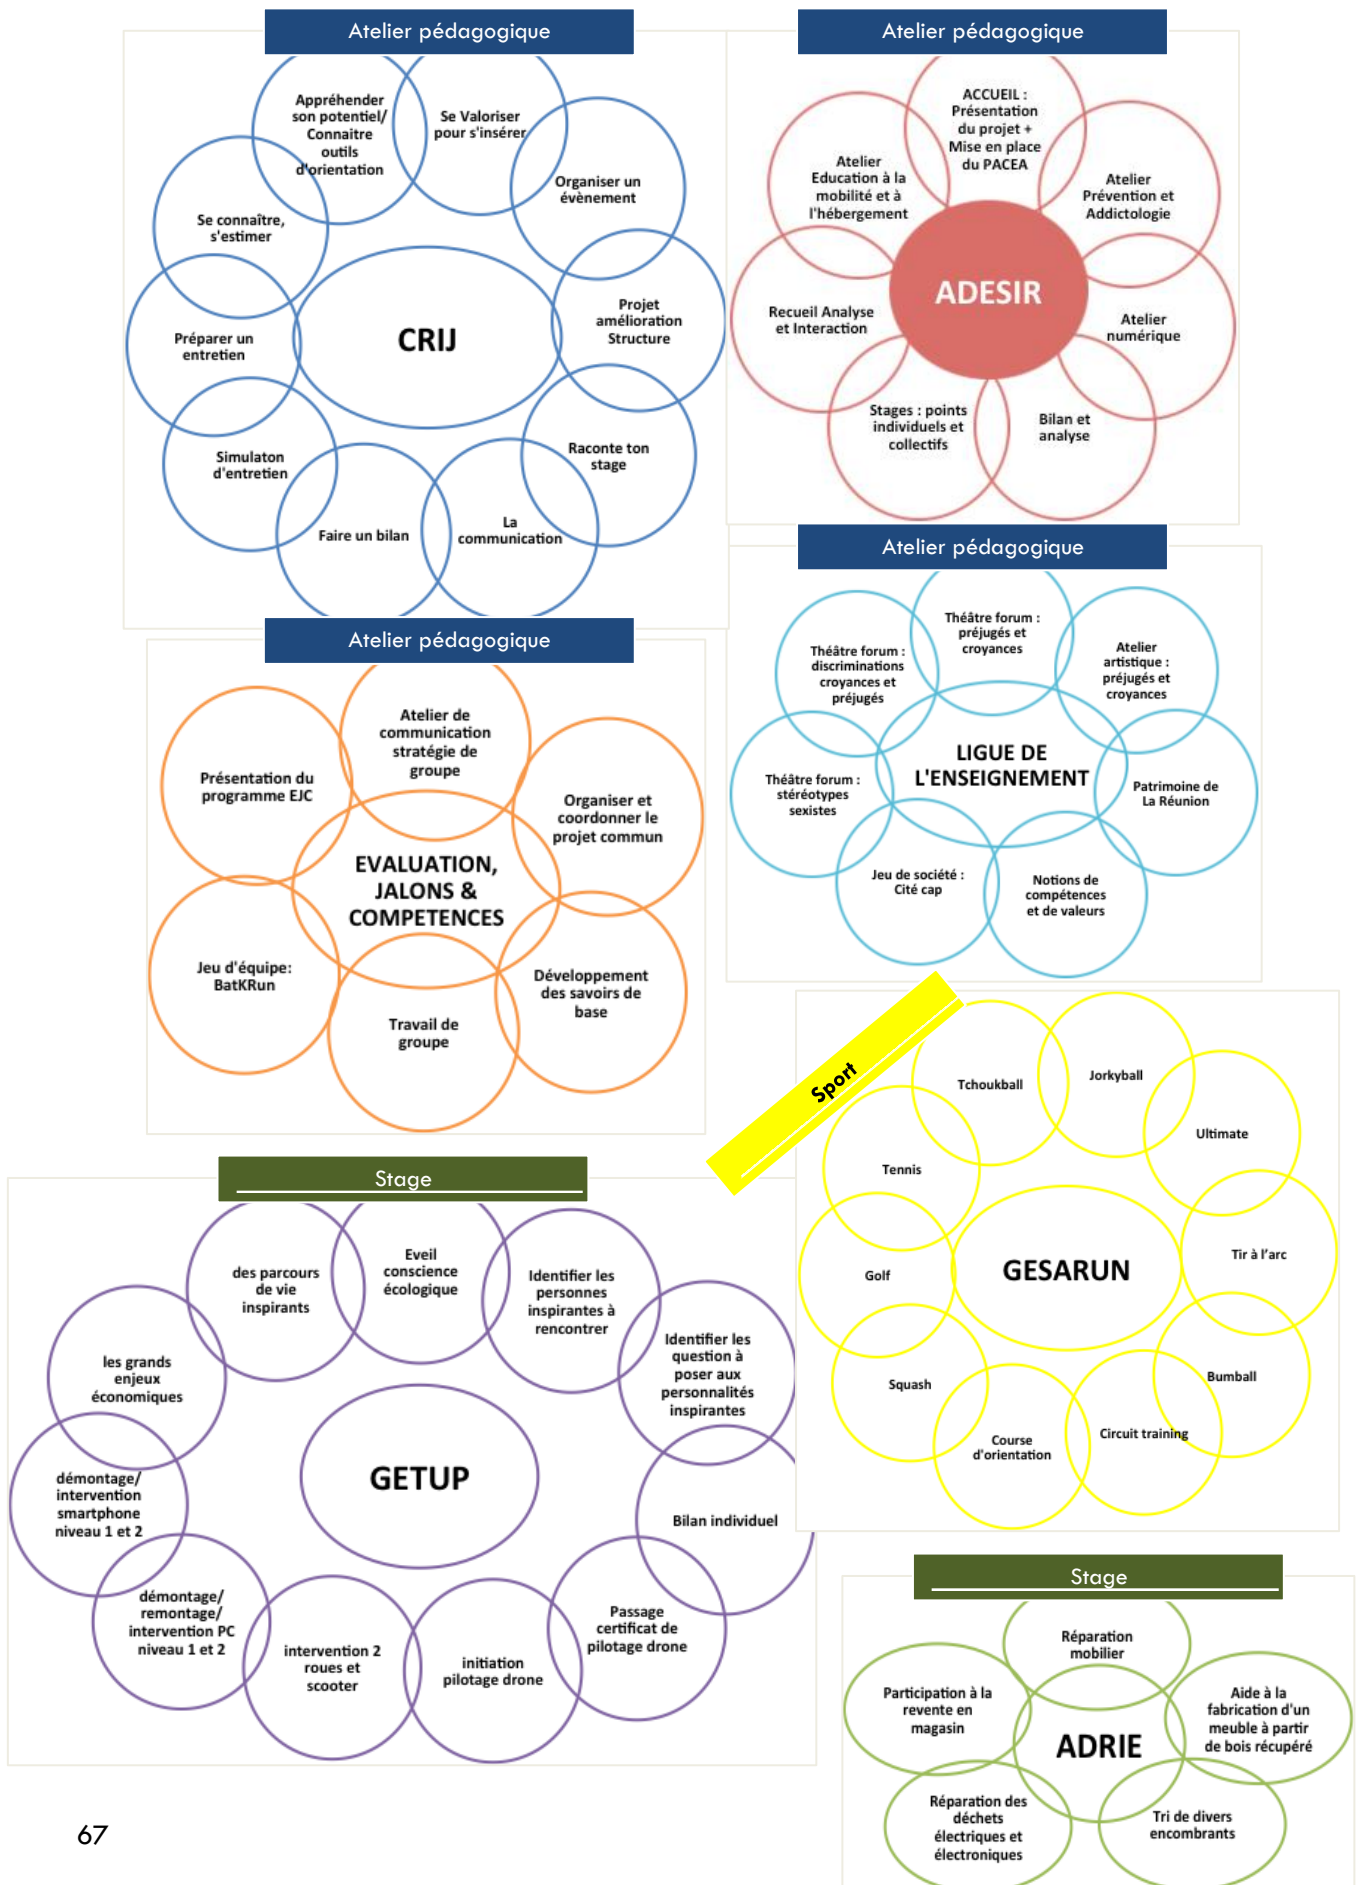 Atelier pédagogique
Appréhender
son potentiel/
Connaitre
outils
d'orientation
Se Valoriser
pour s'insérer
Organiser un
évènement
Projet
amélioration
Structure
Raconte ton
stage
La
communication
Faire un bilan
Simulaton
d'entretien
Préparer un
entretien
Se connaître,
s'estimer
CRIJ
Atelier pédagogique
ACCUEIL :
Présentation
du projet +
Mise en place
du PACEA
Atelier
Prévention et
Addictologie
Atelier
numérique
Bilan et
analyse
Stages : points
individuels et
collectifs
Recueil Analyse
et Interaction
Atelier
Education à la
mobilité et à
l'hébergement
ADESIR
Atelier pédagogique
Théâtre forum :
préjugés et
croyances
Atelier
artistique :
préjugés et
croyances
Patrimoine de
La Réunion
Notions de
compétences
et de valeurs
Jeu de société :
Cité cap
Théâtre forum :
stéréotypes
sexistes
Théâtre forum :
discriminations
croyances et
préjugés
LIGUE DE
L'ENSEIGNEMENT
Atelier pédagogique
Atelier de
communication
stratégie de
groupe
Organiser et
coordonner le
projet commun
Développement
des savoirs de
base
Travail de
groupe
Jeu d'équipe:
BatKRun
Présentation du
programme EJC
EVALUATION,
JALONS &
COMPETENCES
Sport
Tchoukball
Jorkyball
Ultimate
Tir à l'arc
Bumball
Circuit training
Course
d'orientation
Squash
Golf
Tennis
GESARUN
Stage
Eveil
conscience
écologique
Identifier les
personnes
inspirantes à
rencontrer
Identifier les
question à
poser aux
personnalités
inspirantes
Bilan individuel
Passage
certificat de
pilotage drone
initiation
pilotage drone
intervention 2
roues et
scooter
démontage/
remontage/
intervention PC
niveau 1 et 2
démontage/
intervention
smartphone
niveau 1 et 2
les grands
enjeux
économiques
des parcours
de vie
inspirants
GETUP
Stage
Réparation
mobilier
Aide à la
fabrication d'un
meuble à partir
de bois récupéré
Tri de divers
encombrants
Réparation des
déchets
électriques et
électroniques
Participation à la
revente en
magasin
ADRIE
67